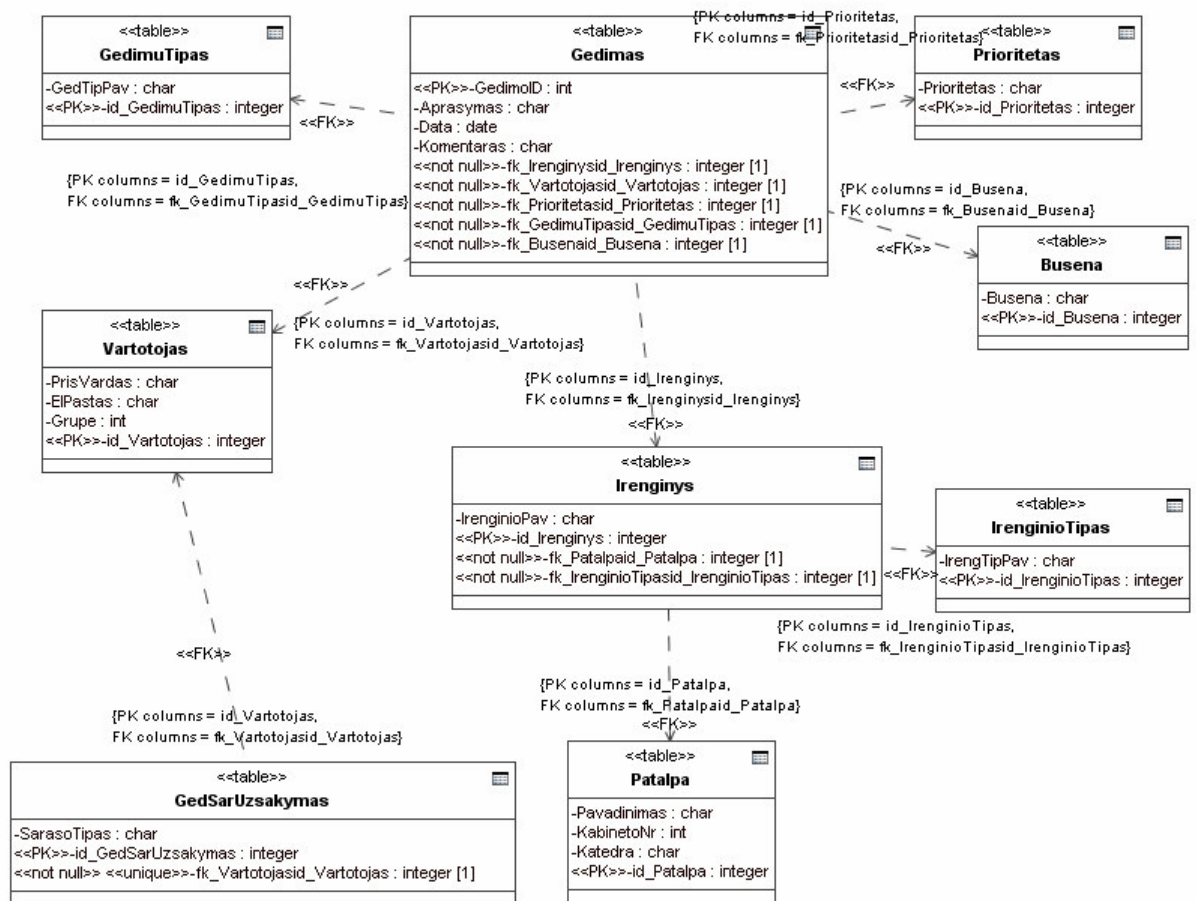 <<table>>
GedimuTipas
-GedTipPav : char
<<PK>>-id_GedimuTipas : integer
<<table>>
Gedimas
<<PK>>-GedimoID : int
-Aprasymas : char
-Data : date
-Komentaras : char
<<not null>>-fk_Irenginysid_Irenginys : integer [1]
<<not null>>-fk_Vartotojasid_Vartotojas : integer [1]
<<not null>>-fk_Prioritetasid_Prioritetas : integer [1]
<<not null>>-fk_GedimuTipasid_GedimuTipas : integer [1]
<<not null>>-fk_Busenaid_Busena : integer [1]
{PK columns = id_Prioritetas,
FK columns = fk_Prioritetasid_Prioritetas}
<<table>>
Prioritetas
-Prioritetas : char
<<PK>>-id_Prioritetas : integer
<<FK>>
<<FK>>
{PK columns = id_GedimuTipas,
FK columns = fk_GedimuTipasid_GedimuTipas}
{PK columns = id_Busena,
FK columns = fk_Busenaid_Busena}
<<FK>>
<<table>>
Busena
-Busena : char
<<PK>>-id_Busena : integer
<<FK>>
{PK columns = id_Vartotojas,
FK columns = fk_Vartotojasid_Vartotojas}
<<table>>
Vartotojas
-PrisVardas : char
-ElPastas : char
-Grupe : int
<<PK>>-id_Vartotojas : integer
{PK columns = id_Irenginys,
FK columns = fk_Irenginysid_Irenginys}
<<FK>>
<<table>>
Irenginys
-IrenginioPav : char
<<PK>>-id_Irenginys : integer
<<not null>>-fk_Patalpaid_Patalpa : integer [1]
<<not null>>-fk_IrenginioTipasid_IrenginioTipas : integer [1]
<<FK>>
<<table>>
IrenginioTipas
-IrengTipPav : char
<<PK>>-id_IrenginioTipas : integer
{PK columns = id_IrenginioTipas,
FK columns = fk_IrenginioTipasid_IrenginioTipas}
<<FK>>
{PK columns = id_Vartotojas,
FK columns = fk_Vartotojasid_Vartotojas}
{PK columns = id_Patalpa,
FK columns = fk_Patalpaid_Patalpa}
<<FK>>
<<table>>
GedSarUzsakymas
-SarasoTipas : char
<<PK>>-id_GedSarUzsakymas : integer
<<not null>> <<unique>>-fk_Vartotojasid_Vartotojas : integer [1]
<<table>>
Patalpa
-Pavadinimas : char
-KabinetoNr : int
-Katedra : char
<<PK>>-id_Patalpa : integer